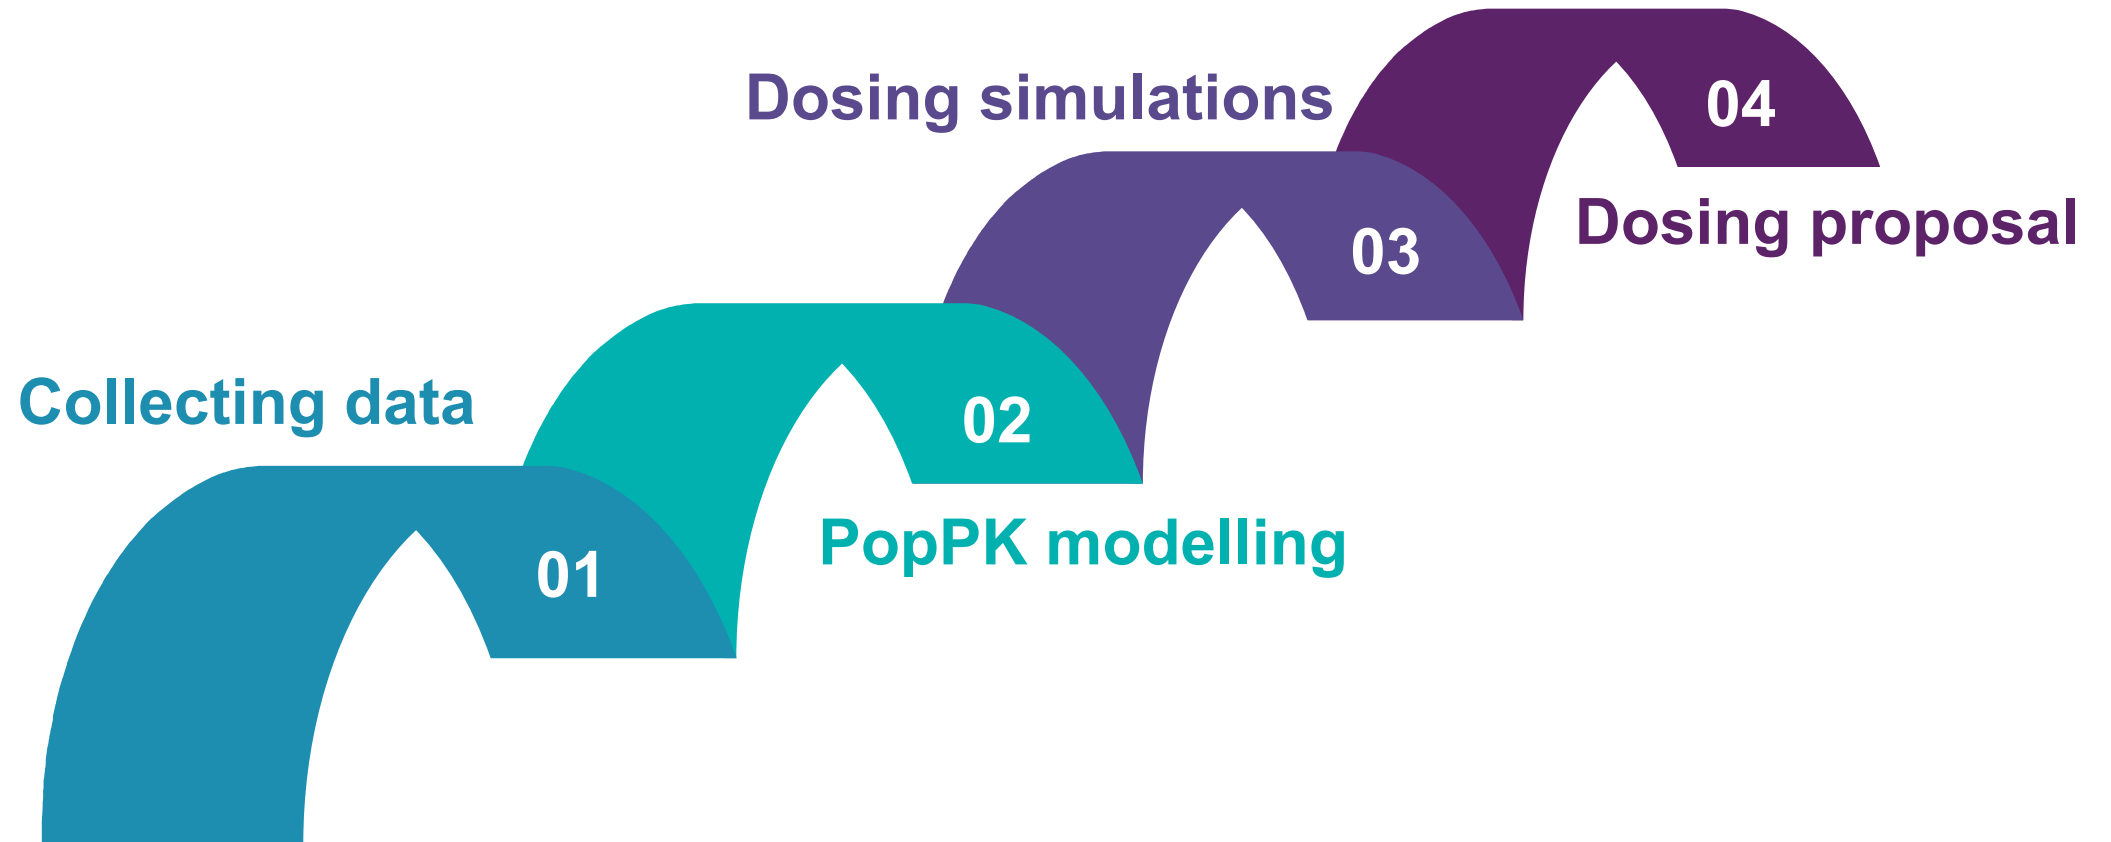 Collecting data
01
02
PopPK modelling
Dosing simulations
03
04
Dosing proposal